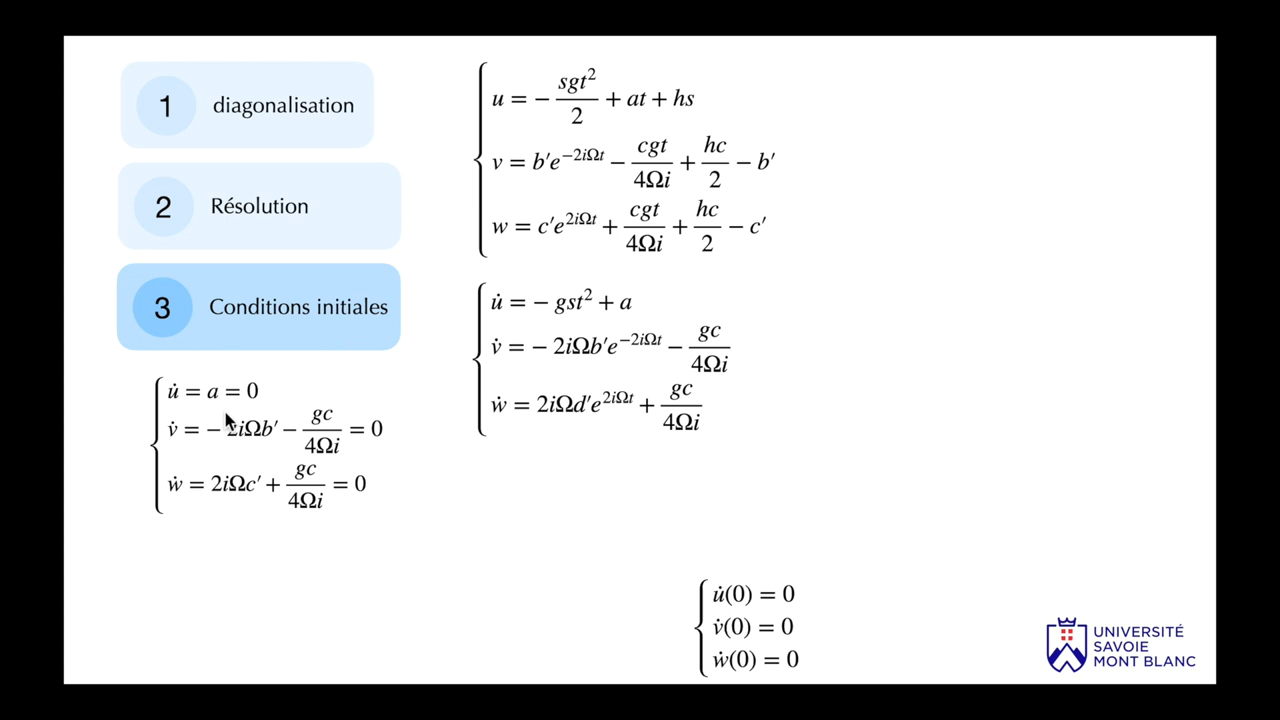 1 diagonalisation
2 Résolution
3 Conditions initiales
u = − sgt²/2 + at + hs
v = b′e^{−2iΩt} − cgt/4Ωi + hc/2 − b′
w = c′e^{2iΩt} + cgt/4Ωi + hc/2 − c′
u̇ = − gst² + a
v̇ = − 2iΩb′e^{−2iΩt} − gc/4Ωi
ẇ = 2iΩd′e^{2iΩt} + gc/4Ωi
u̇ = a = 0
v̇ = − 2iΩb′ − gc/4Ωi = 0
ẇ = 2iΩc′ + gc/4Ωi = 0
u̇(0) = 0
v̇(0) = 0
ẇ(0) = 0
UNIVERSITÉ
SAVOIE
MONT BLANC